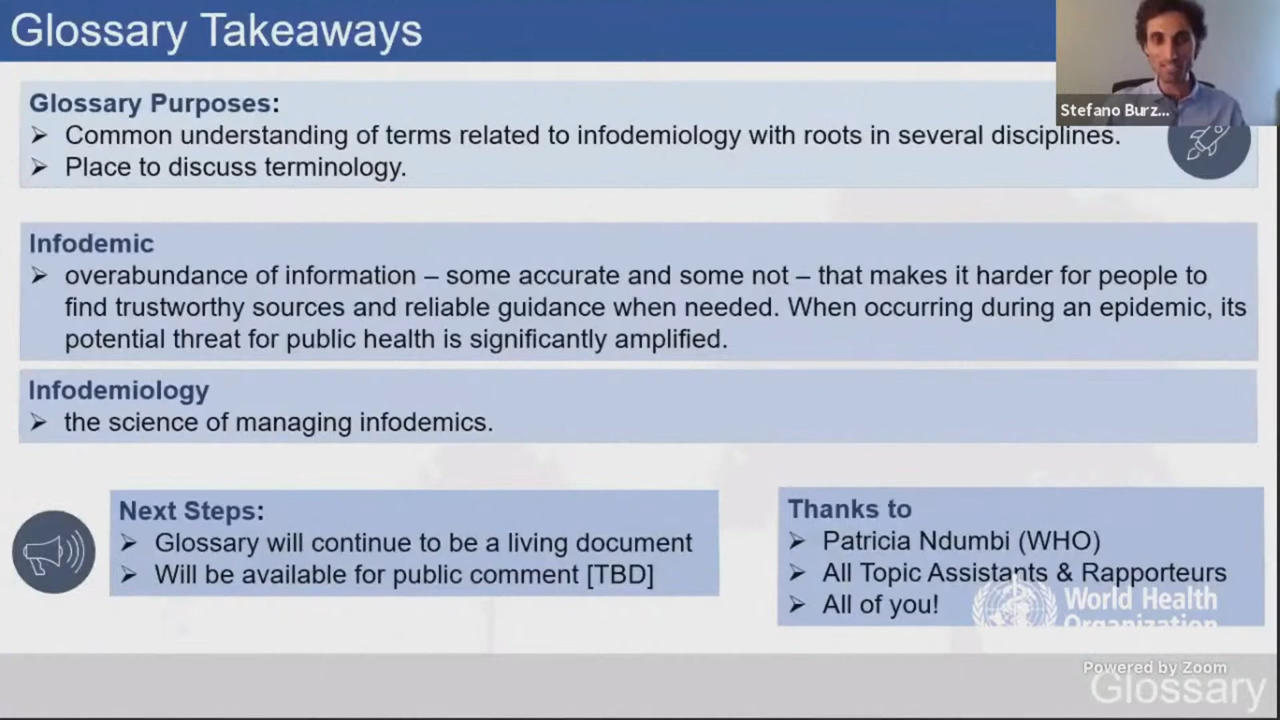 Glossary Takeaways
Stefano Burz...
Glossary Purposes:
➢ Common understanding of terms related to infodemiology with roots in several disciplines.
➢ Place to discuss terminology.
Infodemic
➢ overabundance of information – some accurate and some not – that makes it harder for people to
find trustworthy sources and reliable guidance when needed. When occurring during an epidemic, its
potential threat for public health is significantly amplified.
Infodemiology
➢ the science of managing infodemics.
Next Steps:
➢ Glossary will continue to be a living document
➢ Will be available for public comment [TBD]
Thanks to
➢ Patricia Ndumbi (WHO)
➢ All Topic Assistants & Rapporteurs
➢ All of you!
World Health
Organization
Powered by Zoom
Glossary